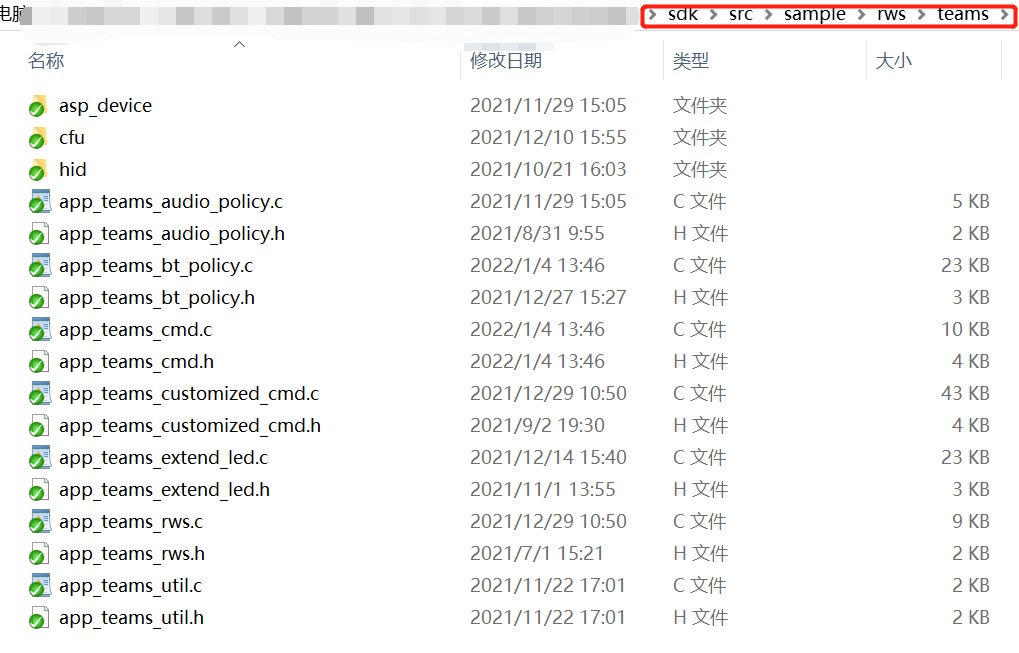 电脑 > sdk > src > sample > rws > teams >
名称 修改日期 类型 大小
asp_device 2021/11/29 15:05 文件夹
cfu 2021/12/10 15:55 文件夹
hid 2021/10/21 16:03 文件夹
app_teams_audio_policy.c 2021/11/29 15:05 C 文件 5 KB
app_teams_audio_policy.h 2021/8/31 9:55 H 文件 2 KB
app_teams_bt_policy.c 2022/1/4 13:46 C 文件 23 KB
app_teams_bt_policy.h 2021/12/27 15:27 H 文件 3 KB
app_teams_cmd.c 2022/1/4 13:46 C 文件 10 KB
app_teams_cmd.h 2022/1/4 13:46 H 文件 4 KB
app_teams_customized_cmd.c 2021/12/29 10:50 C 文件 43 KB
app_teams_customized_cmd.h 2021/9/2 19:30 H 文件 4 KB
app_teams_extend_led.c 2021/12/14 15:40 C 文件 23 KB
app_teams_extend_led.h 2021/11/1 13:55 H 文件 3 KB
app_teams_rws.c 2021/12/29 10:50 C 文件 9 KB
app_teams_rws.h 2021/7/1 15:21 H 文件 2 KB
app_teams_util.c 2021/11/22 17:01 C 文件 2 KB
app_teams_util.h 2021/11/22 17:01 H 文件 2 KB